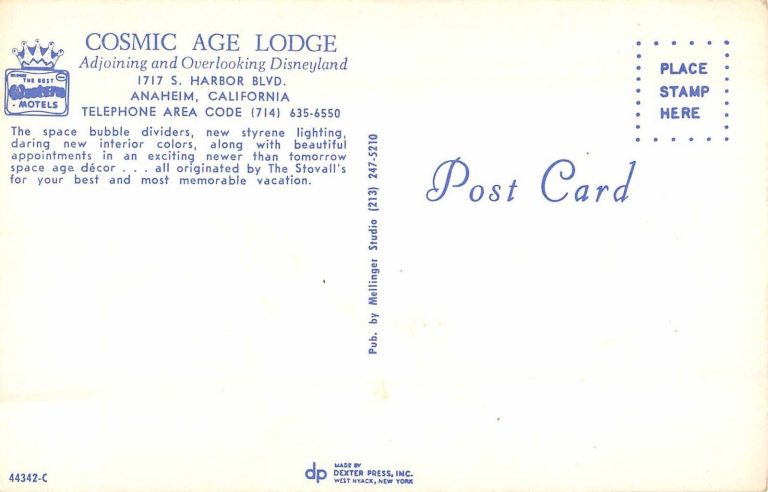 COSMIC AGE LODGE
Adjoining and Overlooking Disneyland
1717 S. HARBOR BLVD.
ANAHEIM, CALIFORNIA
TELEPHONE AREA CODE (714) 635-6550
THE BEST
Western
MOTELS
The space bubble dividers, new styrene lighting,
daring new interior colors, along with beautiful
appointments in an exciting newer than tomorrow
space age décor . . . all originated by The Stovall's
for your best and most memorable vacation.
Pub. by Mellinger Studio (213) 247-5210
Post Card
PLACE
STAMP
HERE
44342-C
dp
MADE BY
DEXTER PRESS, INC.
WEST NYACK, NEW YORK